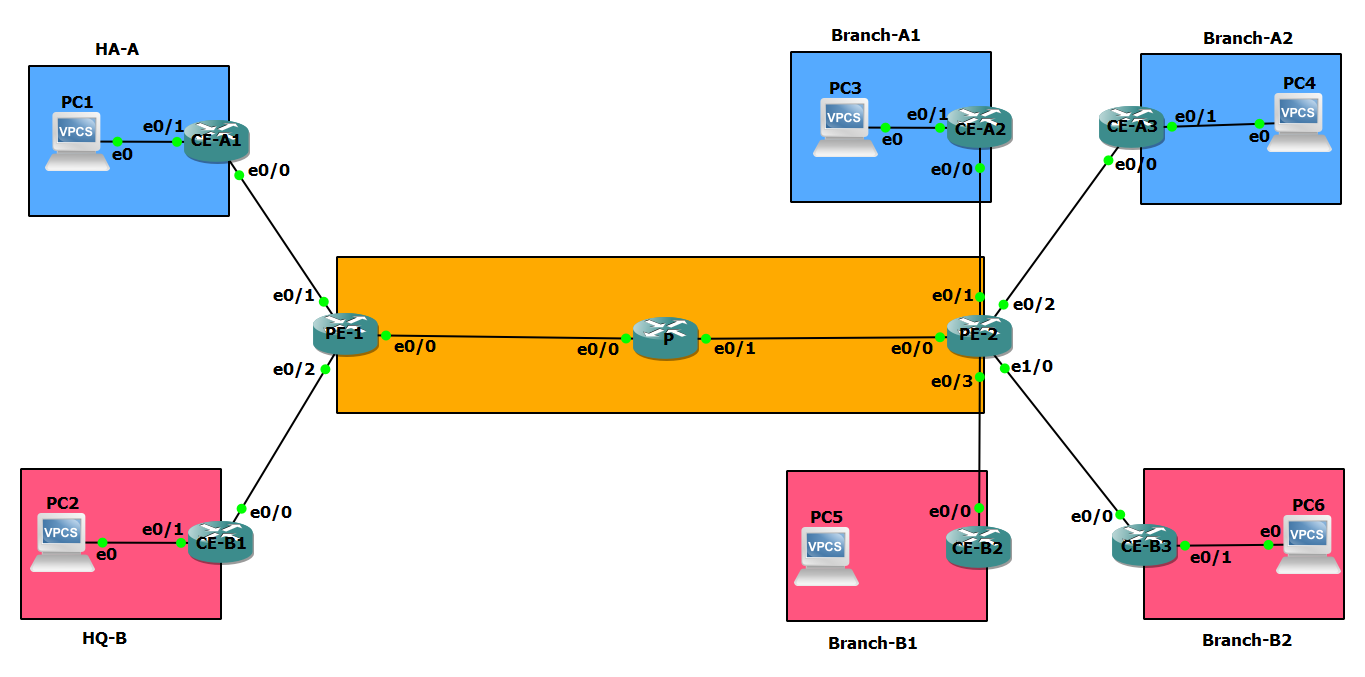 HA-A
PC1
VPCS
e0
e0/1
CE-A1
e0/0
Branch-A1
PC3
VPCS
e0
e0/1
CE-A2
e0/0
Branch-A2
PC4
VPCS
e0
e0/1
CE-A3
e0/0
e0/1
PE-1
e0/0
e0/2
e0/0
P
e0/1
e0/1
e0/2
e0/0
PE-2
e0/3
e1/0
PC2
VPCS
e0
e0/1
CE-B1
e0/0
HQ-B
PC5
VPCS
e0/0
CE-B2
Branch-B1
e0/0
CE-B3
e0/1
e0
PC6
VPCS
Branch-B2